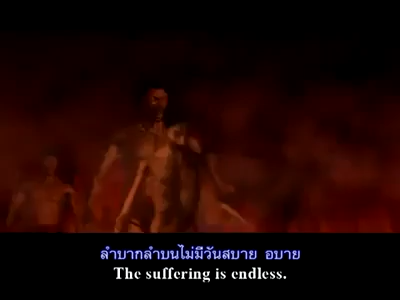 ลำบากลำบนไม่มีวันสบาย อบาย
The suffering is endless.